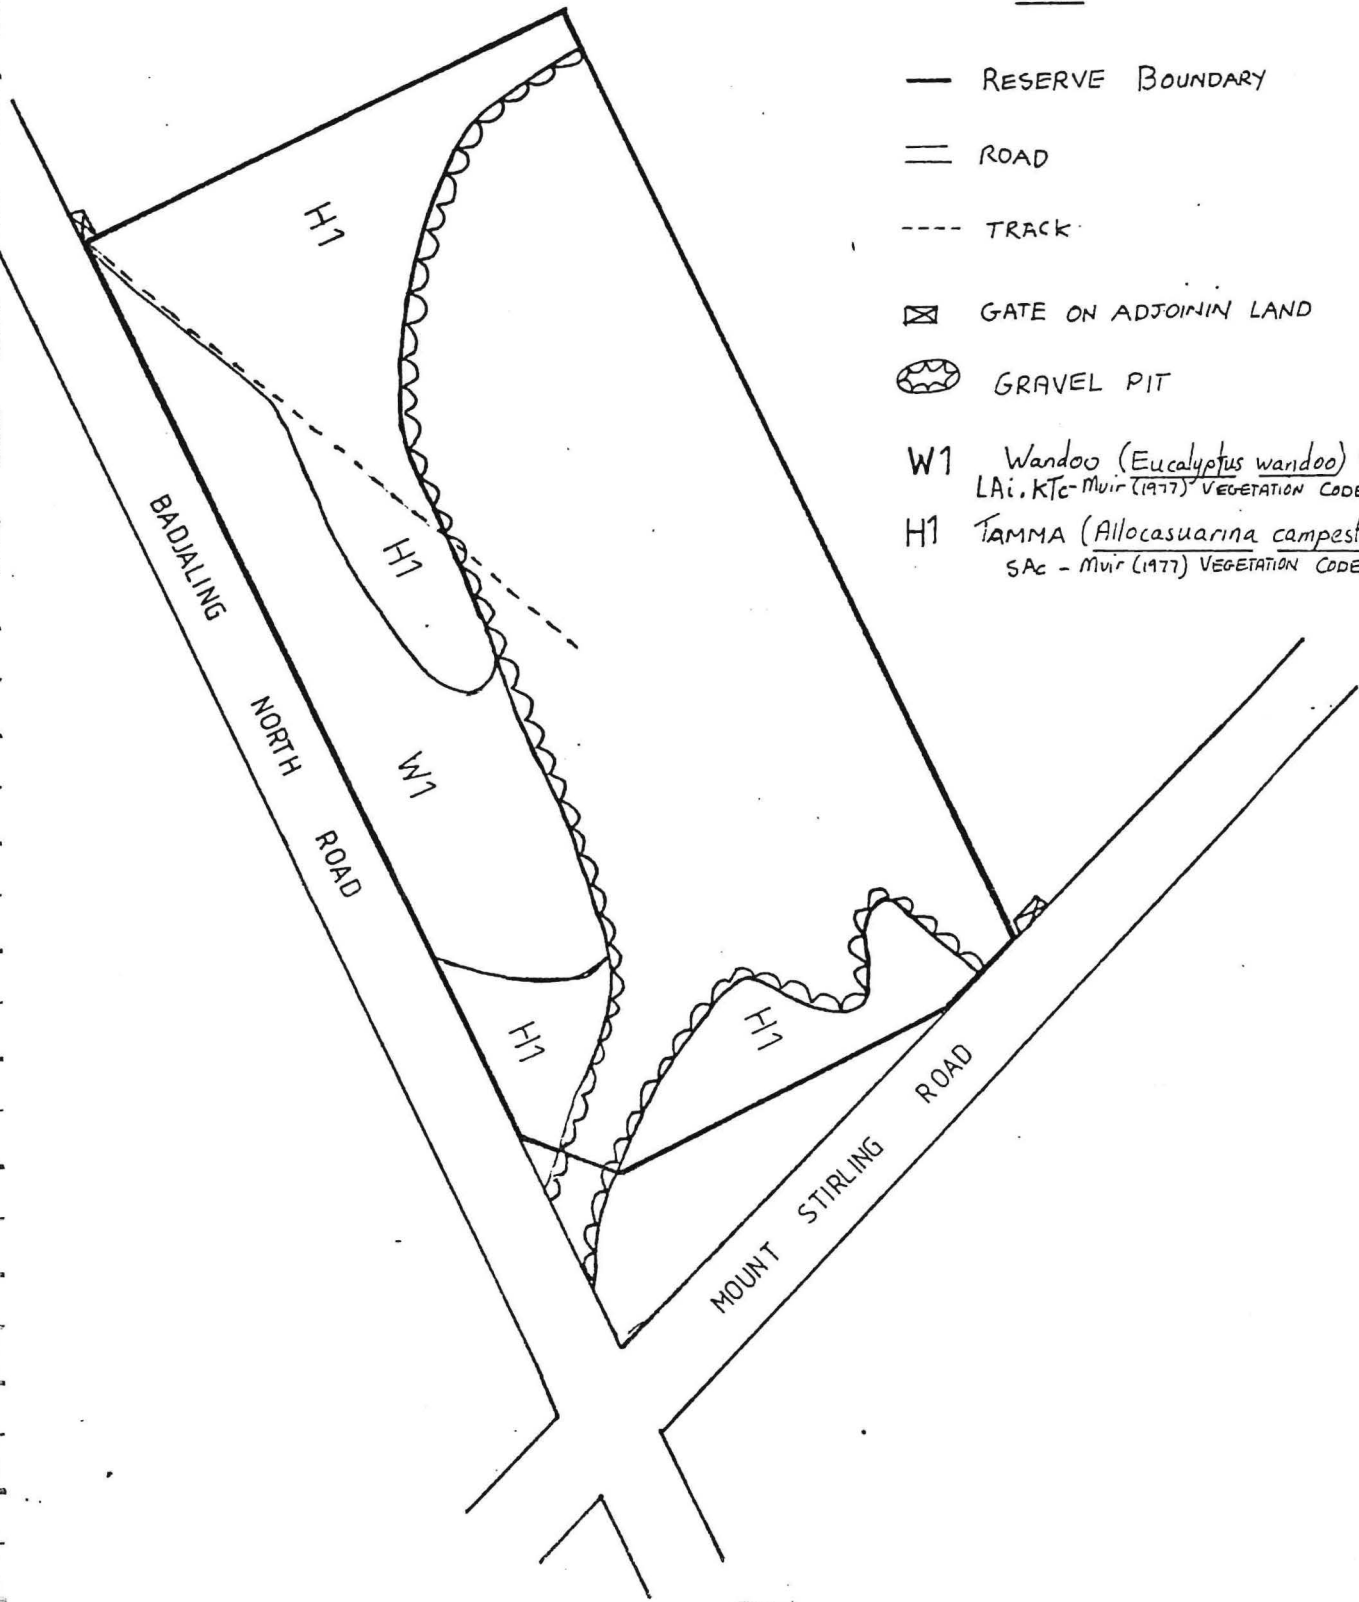 RESERVE BOUNDARY
ROAD
TRACK
GATE ON ADJOININ LAND
GRAVEL PIT
W1 Wandoo (Eucalyptus wandoo)
LAi.KTc-Muir (1977) VEGETATION CODE
H1 TAMMA (Allocasuarina campest
SAc - Muir (1977) VEGETATION CODE
H1
H1
W1
H1
H1
BADJALING NORTH ROAD
MOUNT STIRLING ROAD